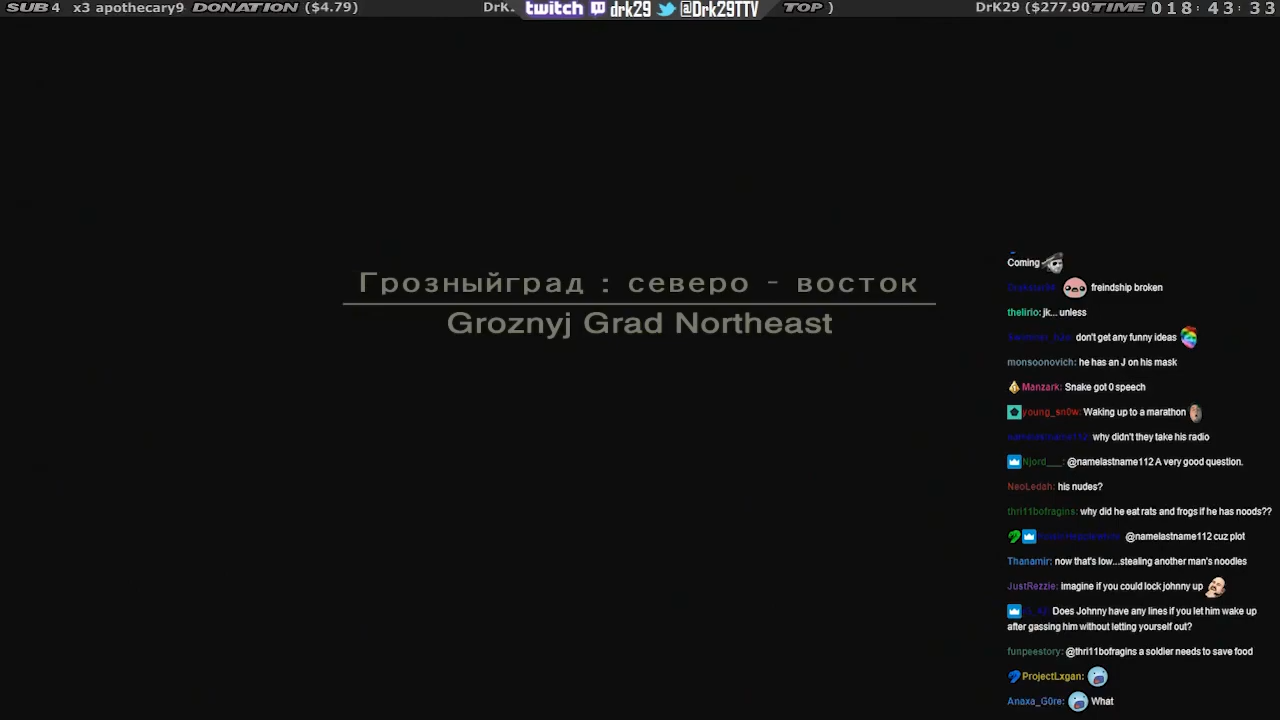 SUB4 x3 apothecary9 DONATION ($4.79) DrK. twitch drk29 @Drk29TTV TOP ) DrK29 ($277.90 TIME 018:43:33
Грозныйград : северо - восток
Groznyj Grad Northeast
Coming
freindship broken
thelirio: jk... unless
don't get any funny ideas
monsoonovich: he has an J on his mask
Manzark: Snake got 0 speech
young_sn0w: Waking up to a marathon
namelastname112: why didn't they take his radio
Njord___: @namelastname112 A very good question.
NeoLedah: his nudes?
thri11bofragins: why did he eat rats and frogs if he has noods??
@namelastname112 cuz plot
Thanamir: now that's low...stealing another man's noodles
JustRezzie: imagine if you could lock johnny up
Does Johnny have any lines if you let him wake up
after gassing him without letting yourself out?
funpeestory: @thri11bofragins a soldier needs to save food
ProjectLxgan:
Anaxa_G0re: What